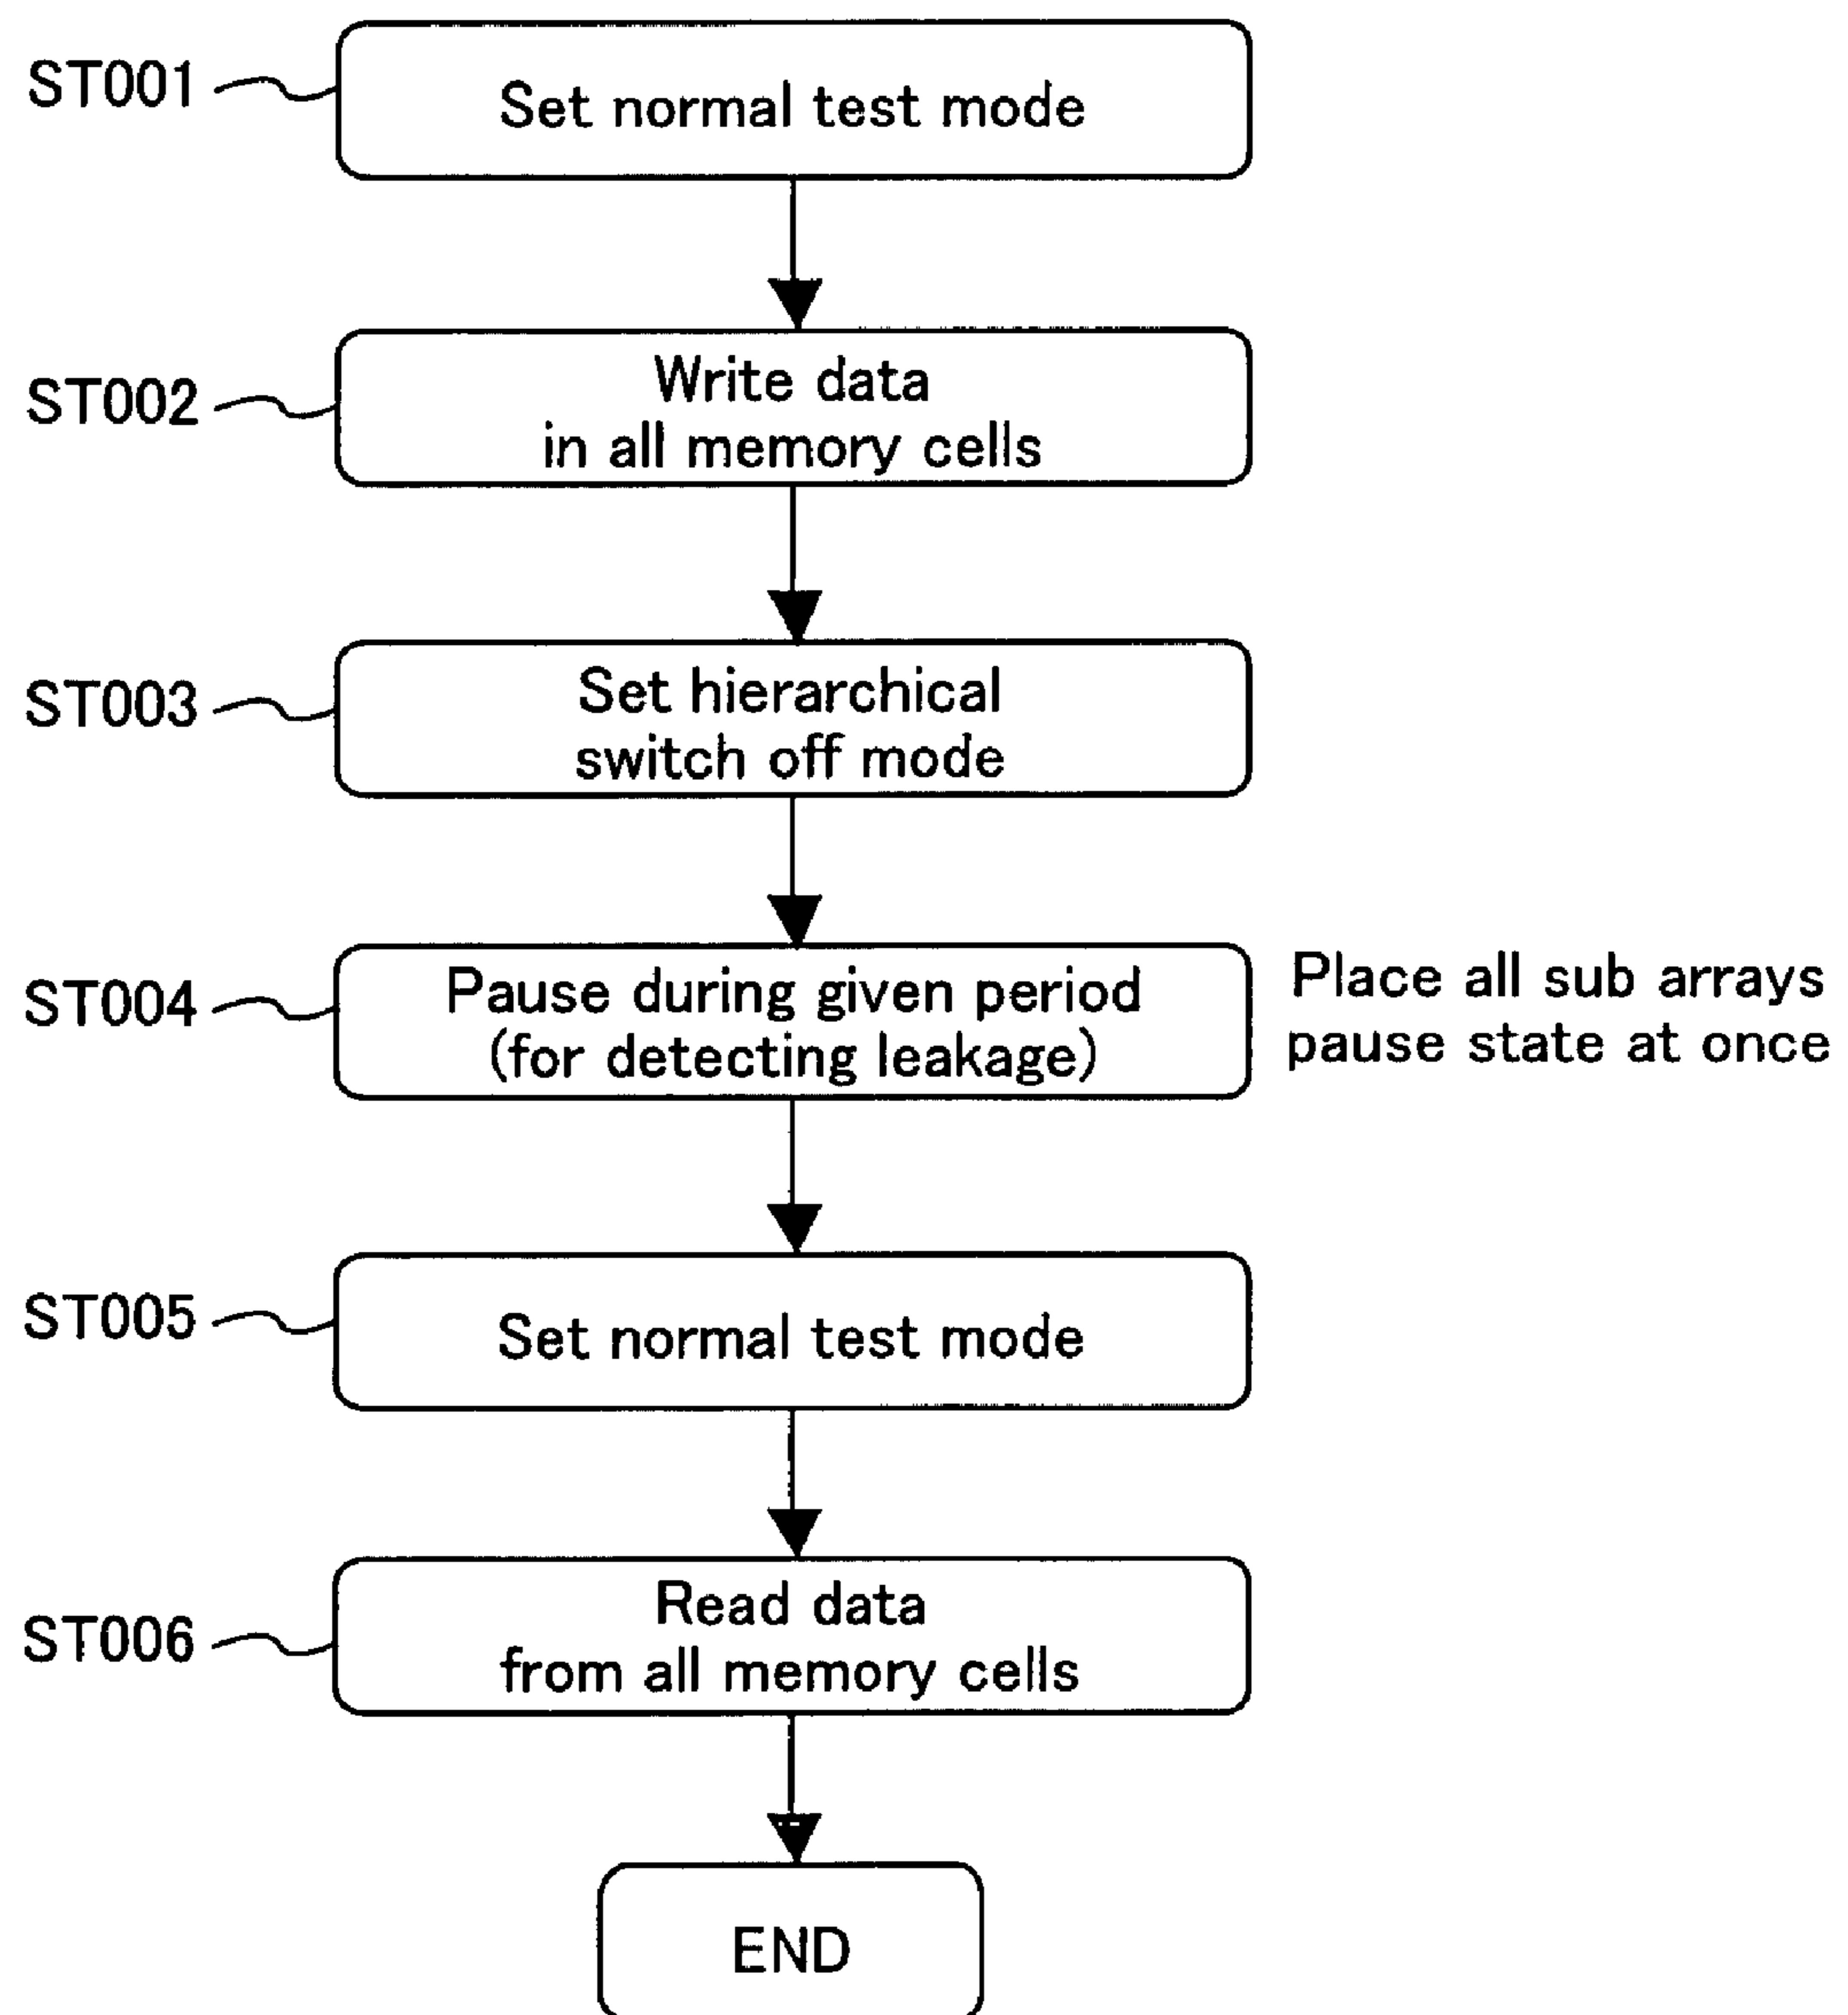 ST001
Set normal test mode
ST002
Write data
in all memory cells
ST003
Set hierarchical
switch off mode
ST004
Pause during given period
(for detecting leakage)
Place all sub arrays
pause state at once
ST005
Set normal test mode
ST006
Read data
from all memory cells
END